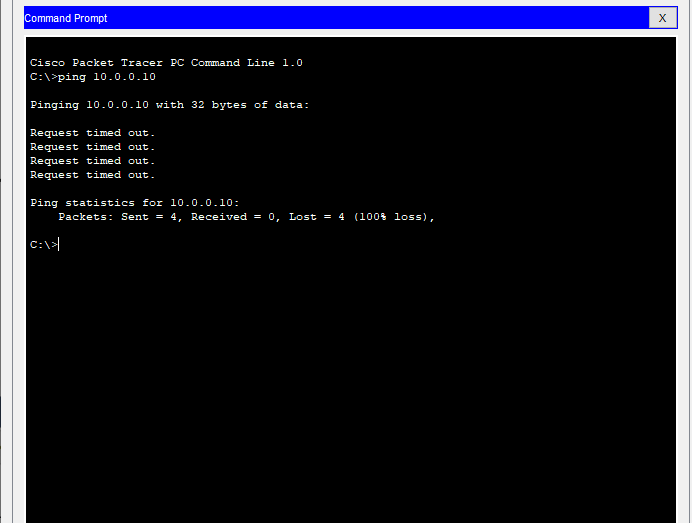 Command Prompt
X
Cisco Packet Tracer PC Command Line 1.0
C:\>ping 10.0.0.10
Pinging 10.0.0.10 with 32 bytes of data:
Request timed out.
Request timed out.
Request timed out.
Request timed out.
Ping statistics for 10.0.0.10:
    Packets: Sent = 4, Received = 0, Lost = 4 (100% loss),
C:\>